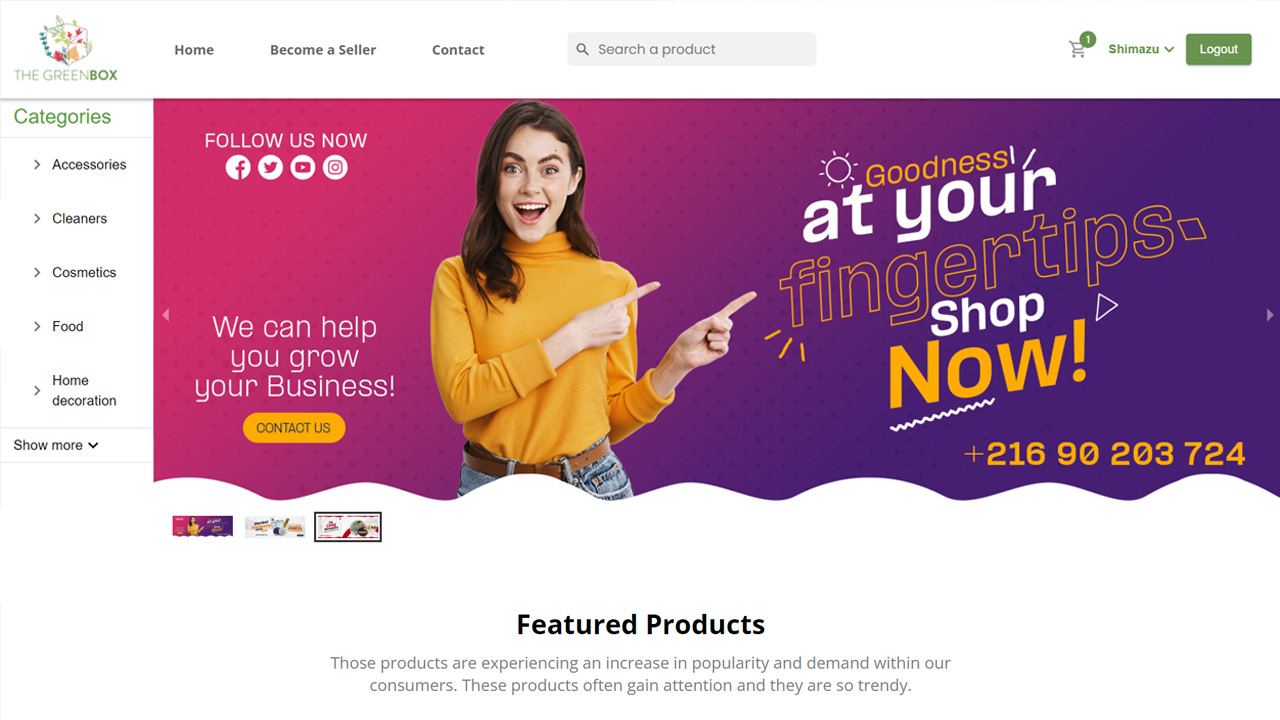 THE GREENBOX
Home
Become a Seller
Contact
Search a product
1
Shimazu
Logout
Categories
Accessories
Cleaners
Cosmetics
Food
Home
decoration
Show more
FOLLOW US NOW
We can help
you grow
your Business!
CONTACT US
Goodness
at your
fingertips.
Shop
Now!
+216 90 203 724
Featured Products
Those products are experiencing an increase in popularity and demand within our
consumers. These products often gain attention and they are so trendy.